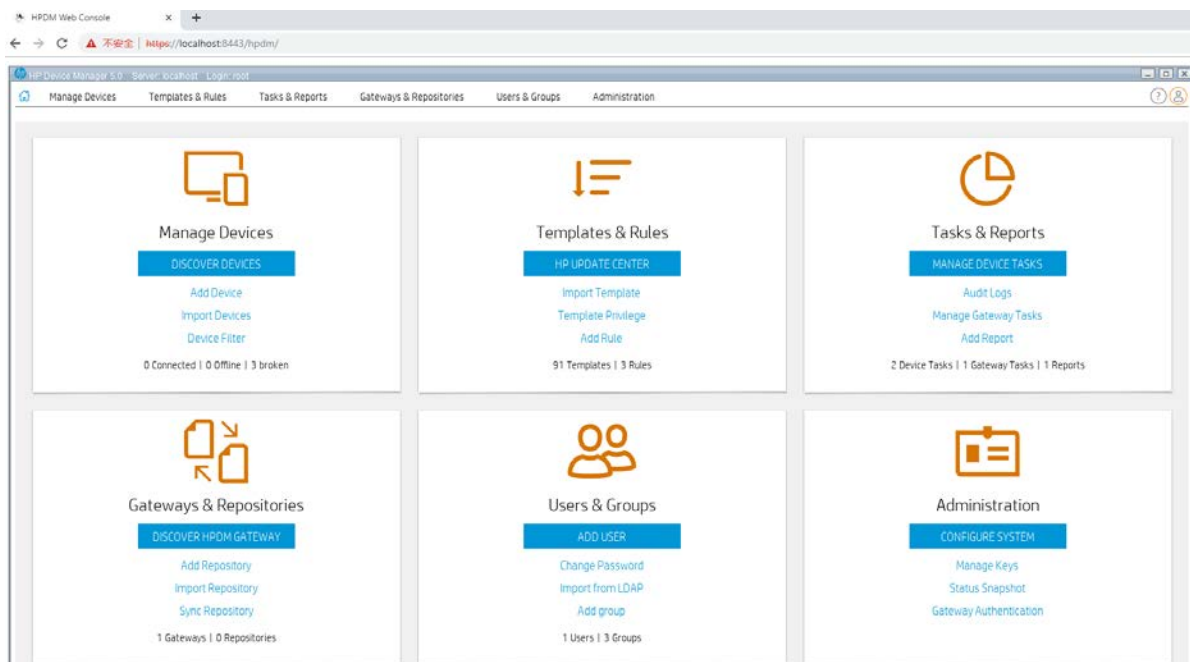 HPDM Web Console
不安全 | https://localhost:8443/hpdm/
HP Device Manager 5.0 Server: localhost Login: root
Manage Devices Templates & Rules Tasks & Reports Gateways & Repositories Users & Groups Administration
Manage Devices
DISCOVER DEVICES
Add Device
Import Devices
Device Filter
0 Connected | 0 Offline | 3 broken
Templates & Rules
HP UPDATE CENTER
Import Template
Template Privilege
Add Rule
91 Templates | 3 Rules
Tasks & Reports
MANAGE DEVICE TASKS
Audit Logs
Manage Gateway Tasks
Add Report
2 Device Tasks | 1 Gateway Tasks | 1 Reports
Gateways & Repositories
DISCOVER HPDM GATEWAY
Add Repository
Import Repository
Sync Repository
1 Gateways | 0 Repositories
Users & Groups
ADD USER
Change Password
Import from LDAP
Add group
1 Users | 3 Groups
Administration
CONFIGURE SYSTEM
Manage Keys
Status Snapshot
Gateway Authentication